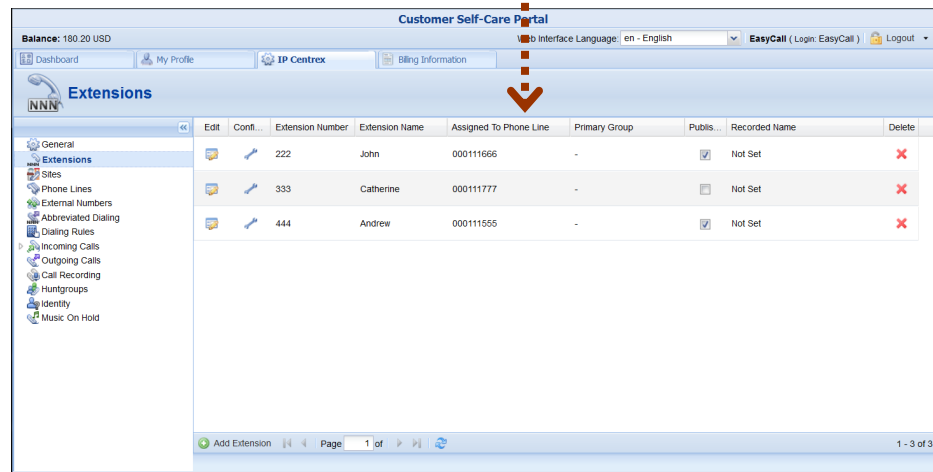 Customer Self-Care Portal
Balance: 180.20 USD Web Interface Language: en - English EasyCall ( Login: EasyCall ) Logout
Dashboard My Profile IP Centrex Billing Information
NNN Extensions
Edit Confi... Extension Number Extension Name Assigned To Phone Line Primary Group Publis... Recorded Name Delete
222 John 000111666 - Not Set
333 Catherine 000111777 - Not Set
444 Andrew 000111555 - Not Set
General
Extensions
Sites
Phone Lines
External Numbers
Abbreviated Dialing
Dialing Rules
Incoming Calls
Outgoing Calls
Call Recording
Huntgroups
Identity
Music On Hold
Add Extension Page 1 of 1 - 3 of 3